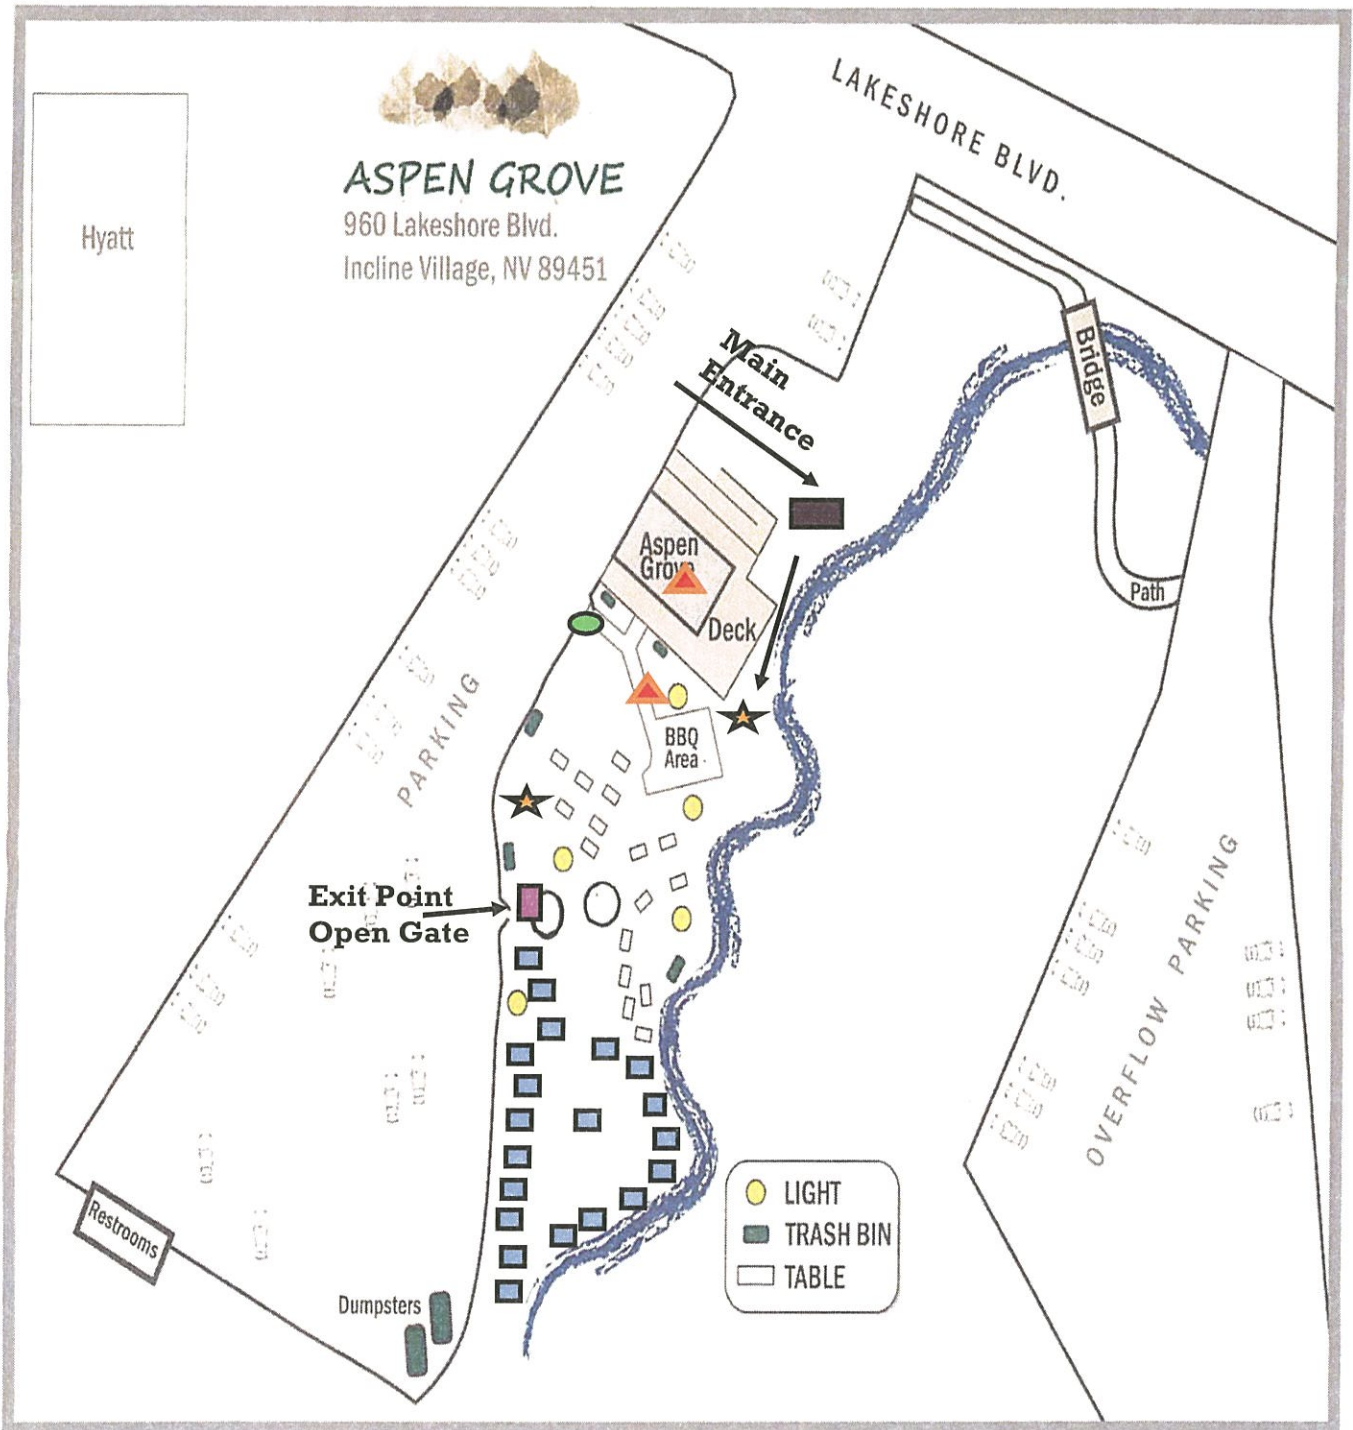 ASPEN GROVE
960 Lakeshore Blvd.
Incline Village, NV 89451
LAKESHORE BLVD.
Hyatt
Main
Entrance
Bridge
Aspen
Grove
Deck
Path
PARKING
BBQ
Area
Exit Point
Open Gate
OVERFLOW PARKING
Restrooms
Dumpsters
LIGHT
TRASH BIN
TABLE